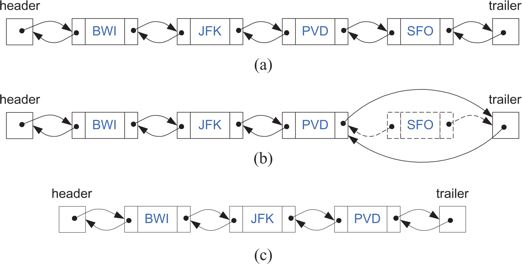 header trailer
BWI JFK PVD SFO
(a)
header trailer
BWI JFK PVD SFO
(b)
header trailer
BWI JFK PVD
(c)